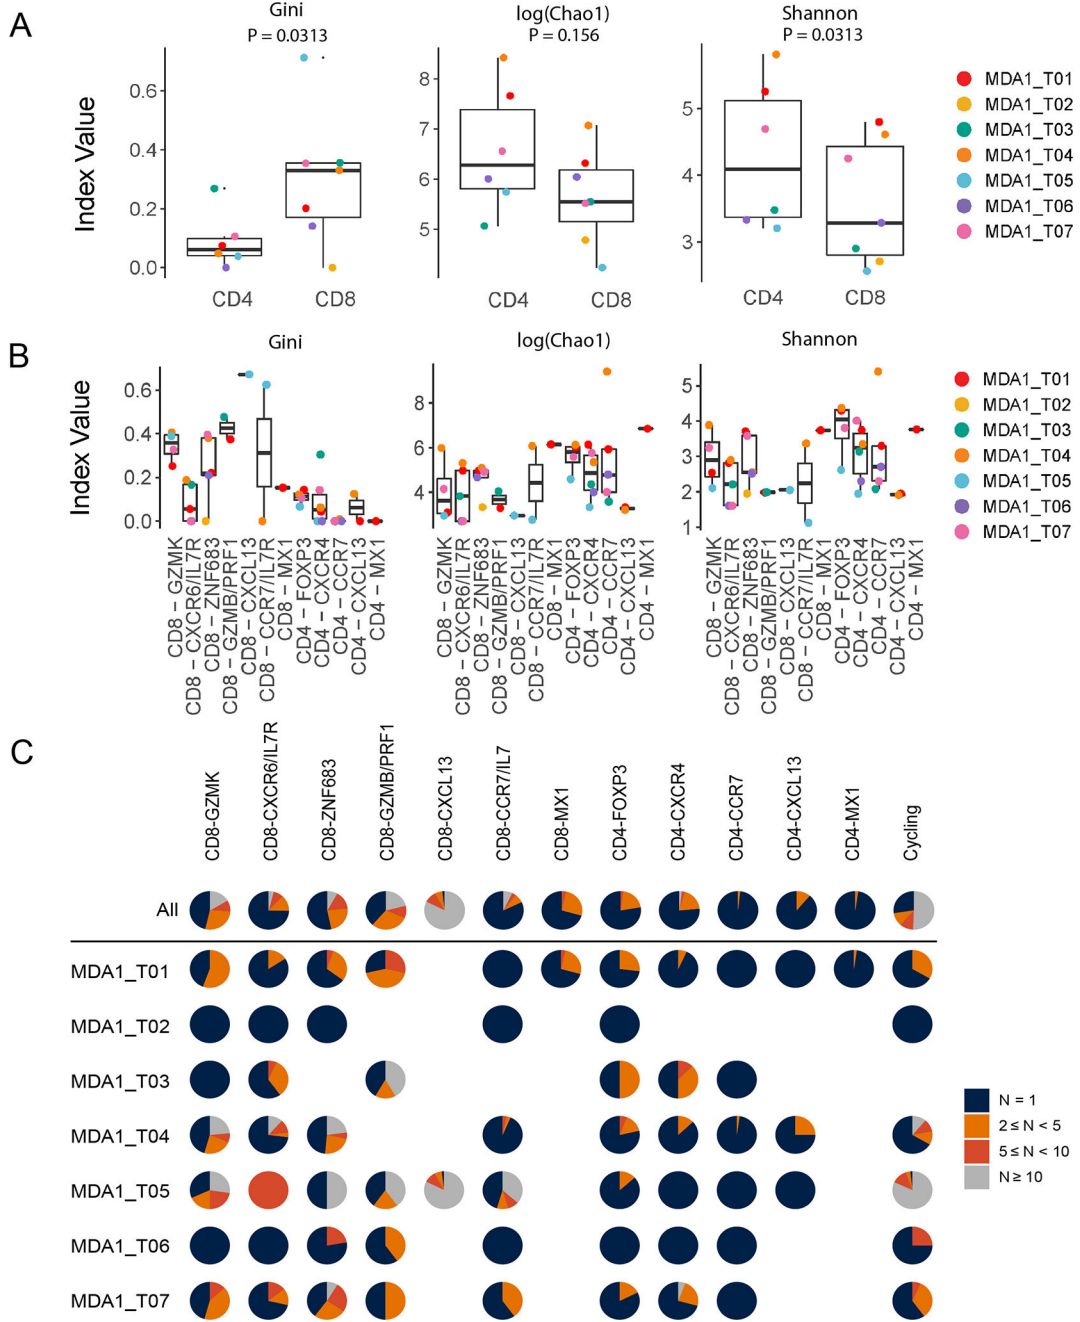 A
Gini
P = 0.0313
log(Chao1)
P = 0.156
Shannon
P = 0.0313
Index Value
0.6
0.4
0.2
0.0
CD4
CD8
8
7
6
5
CD4
CD8
5
4
3
CD4
CD8
MDA1_T01
MDA1_T02
MDA1_T03
MDA1_T04
MDA1_T05
MDA1_T06
MDA1_T07
B
Gini
log(Chao1)
Shannon
Index Value
0.6
0.4
0.2
0.0
CD8 – GZMK
CD8 – CXCR6/IL7R
CD8 – ZNF683
CD8 – GZMB/PRF1
CD8 – CXCL13
CD8 – CCR7/IL7R
CD8 – MX1
CD4 – FOXP3
CD4 – CXCR4
CD4 – CCR7
CD4 – CXCL13
CD4 – MX1
8
6
4
CD8 – GZMK
CD8 – CXCR6/IL7R
CD8 – ZNF683
CD8 – GZMB/PRF1
CD8 – CXCL13
CD8 – CCR7/IL7R
CD8 – MX1
CD4 – FOXP3
CD4 – CXCR4
CD4 – CCR7
CD4 – CXCL13
CD4 – MX1
5
4
3
2
1
CD8 – GZMK
CD8 – CXCR6/IL7R
CD8 – ZNF683
CD8 – GZMB/PRF1
CD8 – CXCL13
CD8 – CCR7/IL7R
CD8 – MX1
CD4 – FOXP3
CD4 – CXCR4
CD4 – CCR7
CD4 – CXCL13
CD4 – MX1
MDA1_T01
MDA1_T02
MDA1_T03
MDA1_T04
MDA1_T05
MDA1_T06
MDA1_T07
C
CD8-GZMK
CD8-CXCR6/IL7R
CD8-ZNF683
CD8-GZMB/PRF1
CD8-CXCL13
CD8-CCR7/IL7
CD8-MX1
CD4-FOXP3
CD4-CXCR4
CD4-CCR7
CD4-CXCL13
CD4-MX1
Cycling
All
MDA1_T01
MDA1_T02
MDA1_T03
MDA1_T04
MDA1_T05
MDA1_T06
MDA1_T07
N = 1
2 ≤ N < 5
5 ≤ N < 10
N ≥ 10